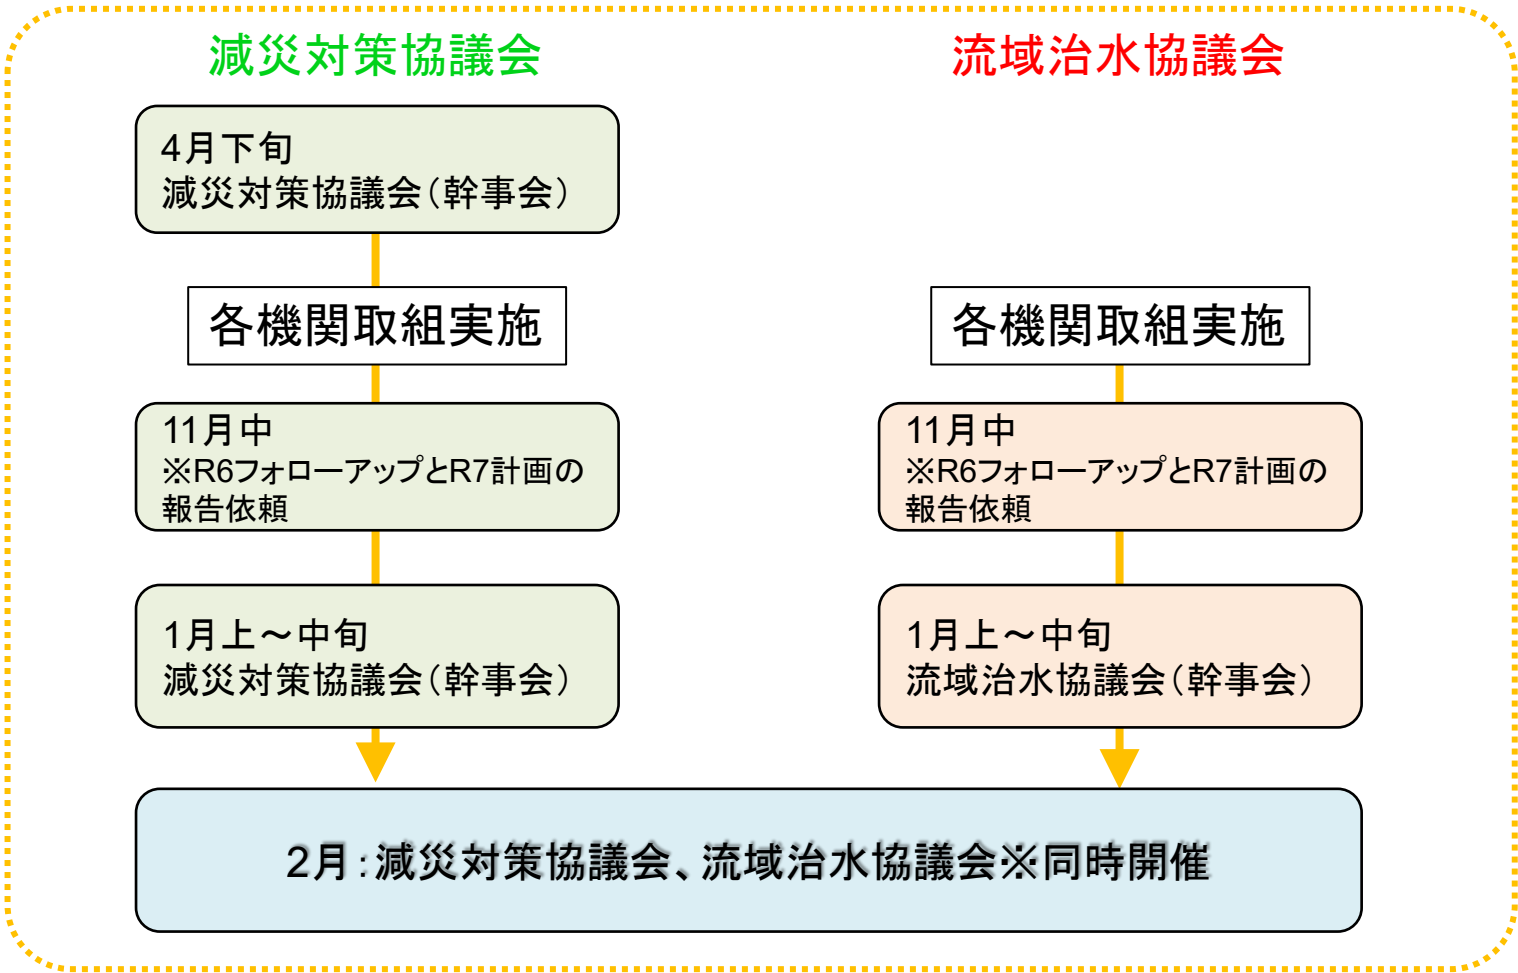 減災対策協議会
4月下旬
減災対策協議会（幹事会）
各機関取組実施
11月中
※R6フォローアップとR7計画の
報告依頼
1月上～中旬
減災対策協議会（幹事会）
流域治水協議会
各機関取組実施
11月中
※R6フォローアップとR7計画の
報告依頼
1月上～中旬
流域治水協議会（幹事会）
2月：減災対策協議会、流域治水協議会※同時開催